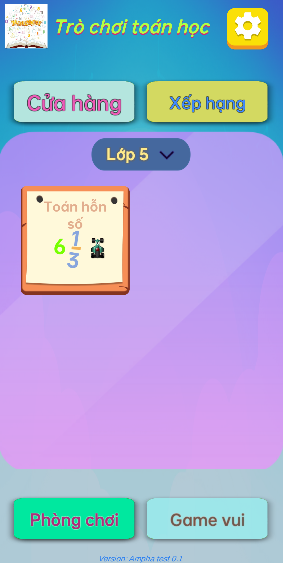 Trò chơi toán học
Cửa hàng
Xếp hạng
Lớp 5
Toán hỗn
số
6 1/3
Phòng chơi
Game vui
Version: Alnpha test 0.1